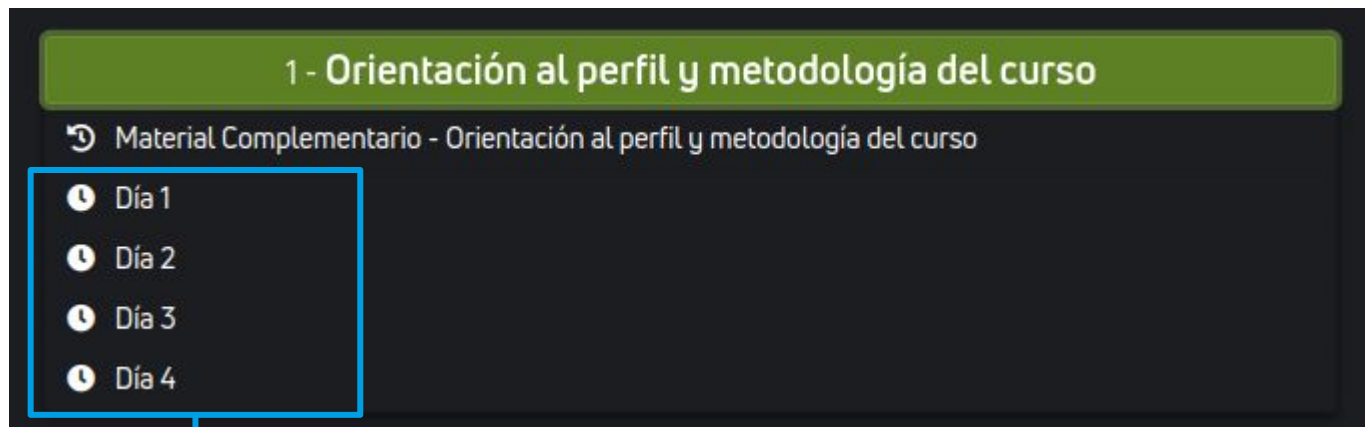 1 - Orientación al perfil y metodología del curso
Material Complementario - Orientación al perfil y metodología del curso
Día 1
Día 2
Día 3
Día 4